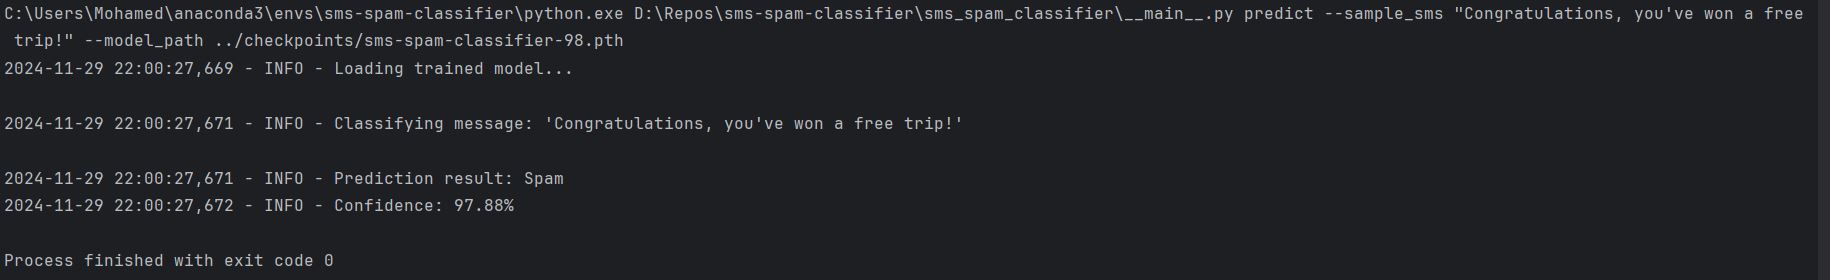 C:\Users\Mohamed\anaconda3\envs\sms-spam-classifier\python.exe D:\Repos\sms-spam-classifier\sms_spam_classifier\__main__.py predict --sample_sms "Congratulations, you've won a free
trip!" --model_path ../checkpoints/sms-spam-classifier-98.pth
2024-11-29 22:00:27,669 - INFO - Loading trained model...
2024-11-29 22:00:27,671 - INFO - Classifying message: 'Congratulations, you've won a free trip!'
2024-11-29 22:00:27,671 - INFO - Prediction result: Spam
2024-11-29 22:00:27,672 - INFO - Confidence: 97.88%
Process finished with exit code 0